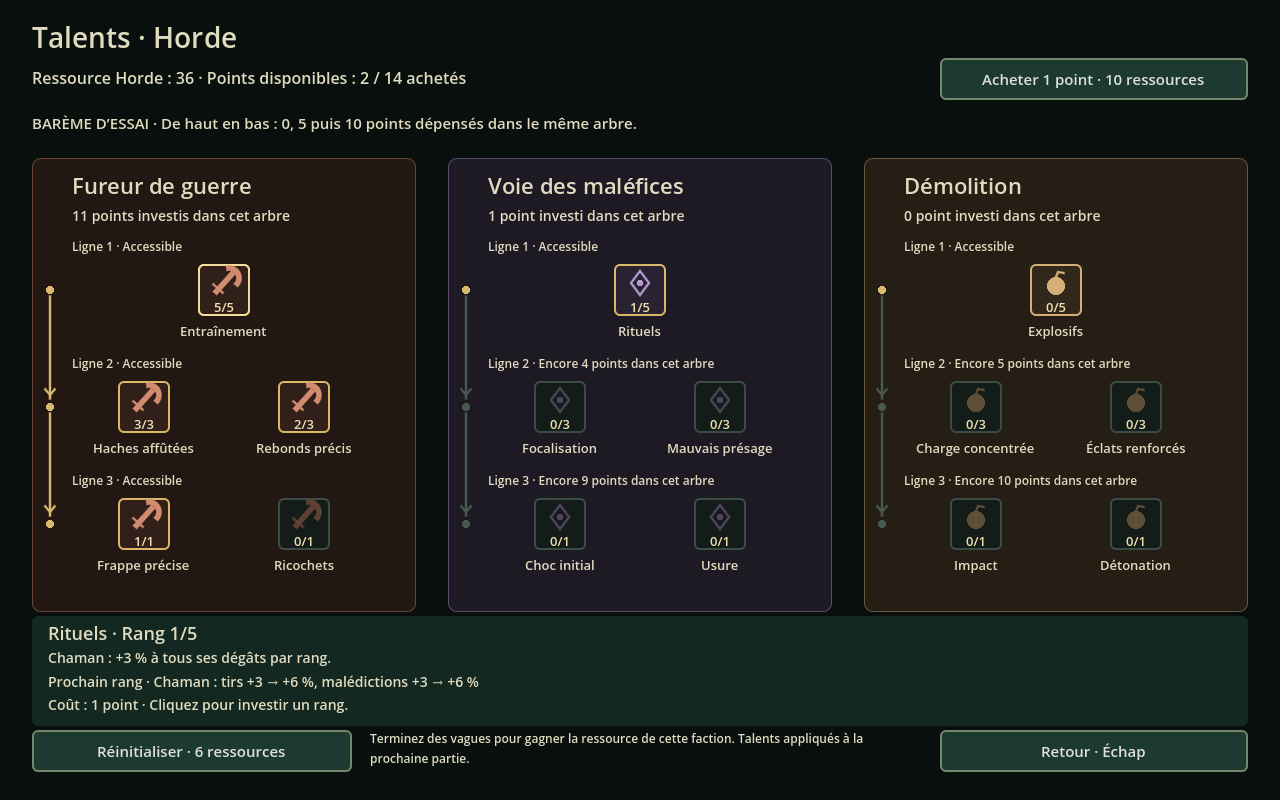 Talents · Horde
Ressource Horde : 36 · Points disponibles : 2 / 14 achetés
Acheter 1 point · 10 ressources
BARÈME D’ESSAI · De haut en bas : 0, 5 puis 10 points dépensés dans le même arbre.
Fureur de guerre
11 points investis dans cet arbre
Ligne 1 · Accessible
5/5
Entraînement
Ligne 2 · Accessible
3/3
2/3
Haches affûtées
Rebonds précis
Ligne 3 · Accessible
1/1
0/1
Frappe précise
Ricochets
Voie des maléfices
1 point investi dans cet arbre
Ligne 1 · Accessible
1/5
Rituels
Ligne 2 · Encore 4 points dans cet arbre
0/3
0/3
Focalisation
Mauvais présage
Ligne 3 · Encore 9 points dans cet arbre
0/1
0/1
Choc initial
Usure
Démolition
0 point investi dans cet arbre
Ligne 1 · Accessible
0/5
Explosifs
Ligne 2 · Encore 5 points dans cet arbre
0/3
0/3
Charge concentrée
Éclats renforcés
Ligne 3 · Encore 10 points dans cet arbre
0/1
0/1
Impact
Détonation
Rituels · Rang 1/5
Chaman : +3 % à tous ses dégâts par rang.
Prochain rang · Chaman : tirs +3 → +6 %, malédictions +3 → +6 %
Coût : 1 point · Cliquez pour investir un rang.
Réinitialiser · 6 ressources
Terminez des vagues pour gagner la ressource de cette faction. Talents appliqués à la
prochaine partie.
Retour · Échap